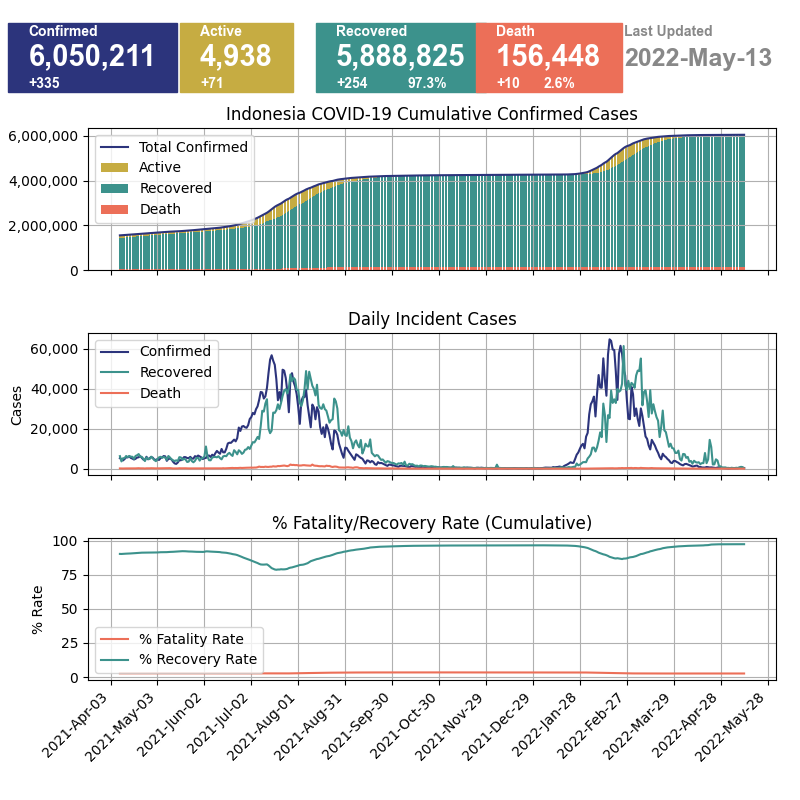 Confirmed
6,050,211
+335
Active
4,938
+71
Recovered
5,888,825
+254 97.3%
Death
156,448
+10 2.6%
Last Updated
2022-May-13
Indonesia COVID-19 Cumulative Confirmed Cases
6,000,000
4,000,000
2,000,000
0
Total Confirmed
Active
Recovered
Death
Daily Incident Cases
Cases
60,000
40,000
20,000
0
Confirmed
Recovered
Death
% Fatality/Recovery Rate (Cumulative)
% Rate
100
75
50
25
0
% Fatality Rate
% Recovery Rate
2021-Apr-03
2021-May-03
2021-Jun-02
2021-Jul-02
2021-Aug-01
2021-Aug-31
2021-Sep-30
2021-Oct-30
2021-Nov-29
2021-Dec-29
2022-Jan-28
2022-Feb-27
2022-Mar-29
2022-Apr-28
2022-May-28